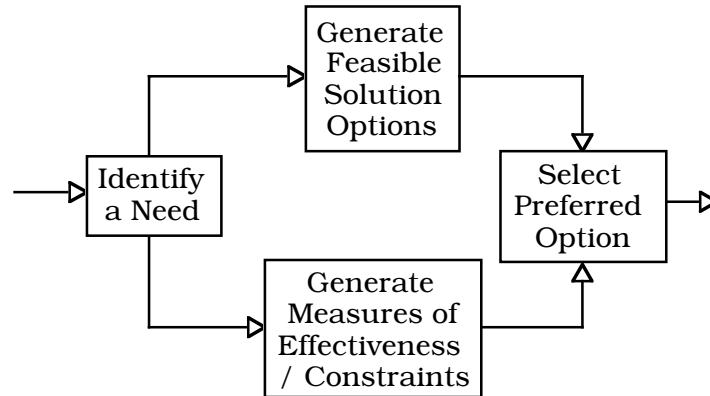 Generate
Feasible
Solution
Options
Identify
a Need
Select
Preferred
Option
Generate
Measures of
Effectiveness
/ Constraints